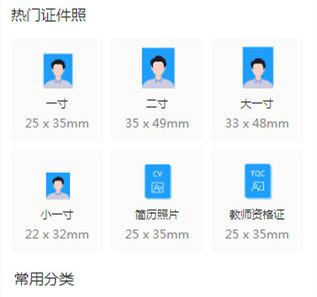 热门证件照
一寸 二寸 大一寸
25 x 35mm 35 x 49mm 33 x 48mm
CV TQC
小一寸 简历照片 教师资格证
22 x 32mm 25 x 35mm 25 x 35mm
常用分类